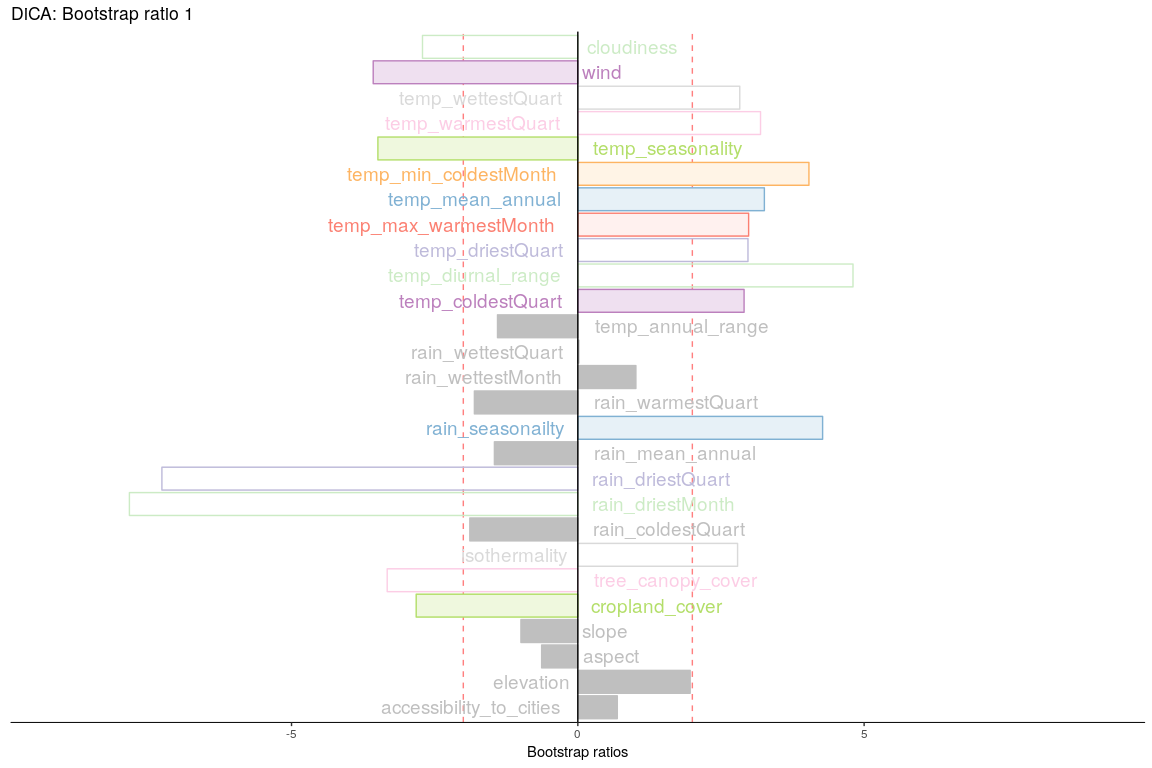 DiCA: Bootstrap ratio 1
cloudiness
wind
temp_wettestQuart
temp_warmestQuart
temp_seasonality
temp_min_coldestMonth
temp_mean_annual
temp_max_warmestMonth
temp_driestQuart
temp_diurnal_range
temp_coldestQuart
temp_annual_range
rain_wettestQuart
rain_wettestMonth
rain_warmestQuart
rain_seasonailty
rain_mean_annual
rain_driestQuart
rain_driestMonth
rain_coldestQuart
isothermality
tree_canopy_cover
cropland_cover
slope
aspect
elevation
accessibility_to_cities
-5 0 5
Bootstrap ratios